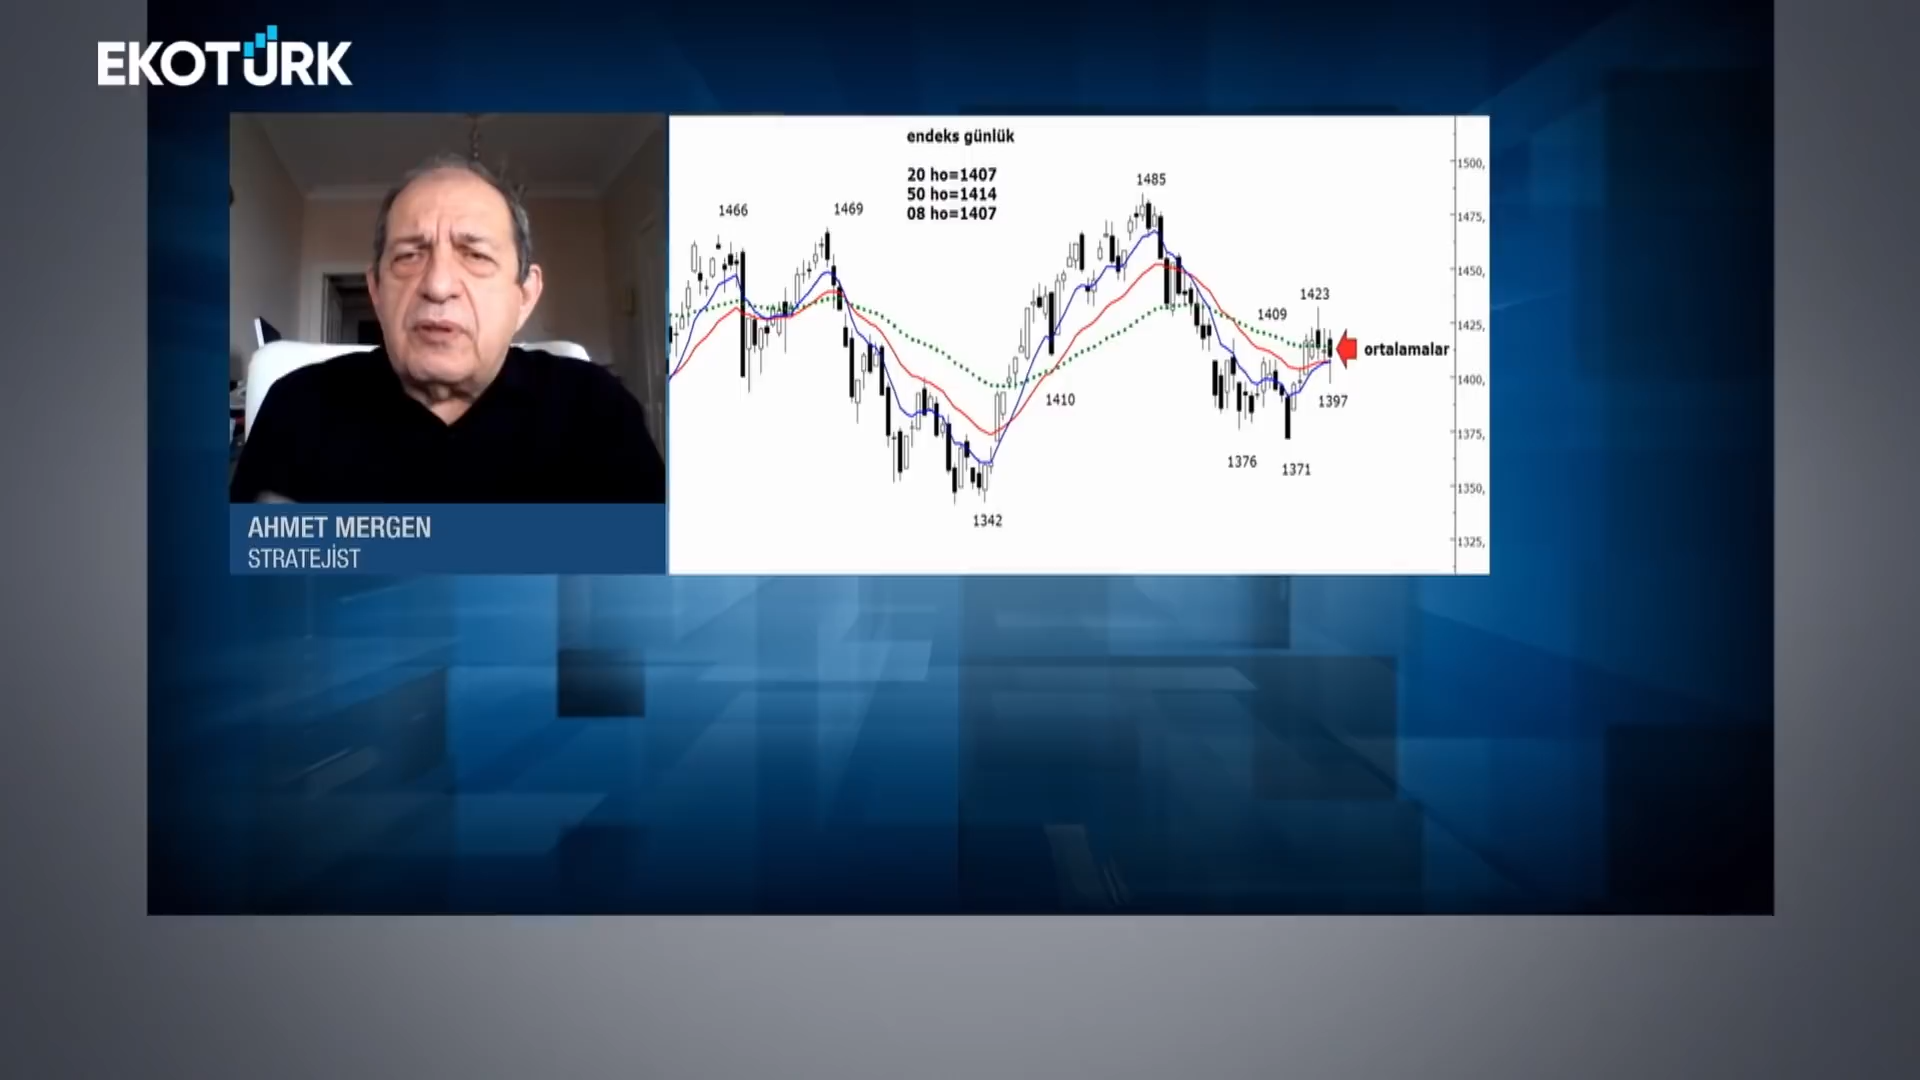 EKOTÜRK
endeks günlük
20 ho=1407
50 ho=1414
08 ho=1407
1466
1469
1485
1423
1409
ortalamalar
1410
1397
1376
1371
1342
1500,
1475,
1450,
1425,
1400,
1375,
1350,
1325,
AHMET MERGEN
STRATEJİST